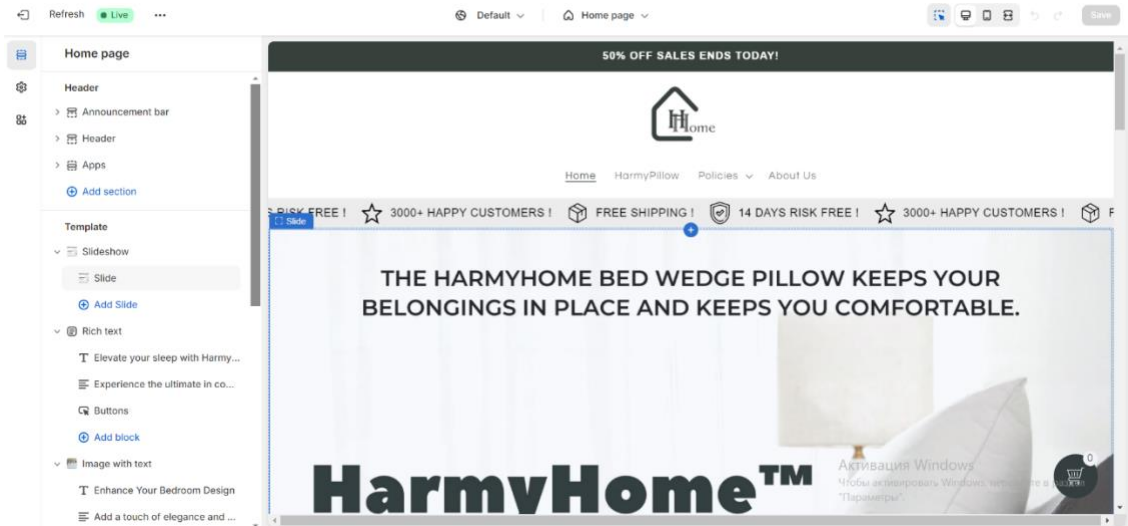 Refresh Live ... Default Home page Save
Home page
Header
Announcement bar
Header
Apps
Add section
Template
Slideshow
Slide
Add Slide
Rich text
T Elevate your sleep with Harmy...
Experience the ultimate in co...
Buttons
Add block
Image with text
T Enhance Your Bedroom Design
Add a touch of elegance and ...
50% OFF SALES ENDS TODAY!
HHome
Home HarmyPillow Policies About Us
RISK FREE ! 3000+ HAPPY CUSTOMERS ! FREE SHIPPING ! 14 DAYS RISK FREE ! 3000+ HAPPY CUSTOMERS !
Slide
THE HARMYHOME BED WEDGE PILLOW KEEPS YOUR
BELONGINGS IN PLACE AND KEEPS YOU COMFORTABLE.
HarmyHome™
Активация Windows
Чтобы активировать Windows, в
"Параметры".
0